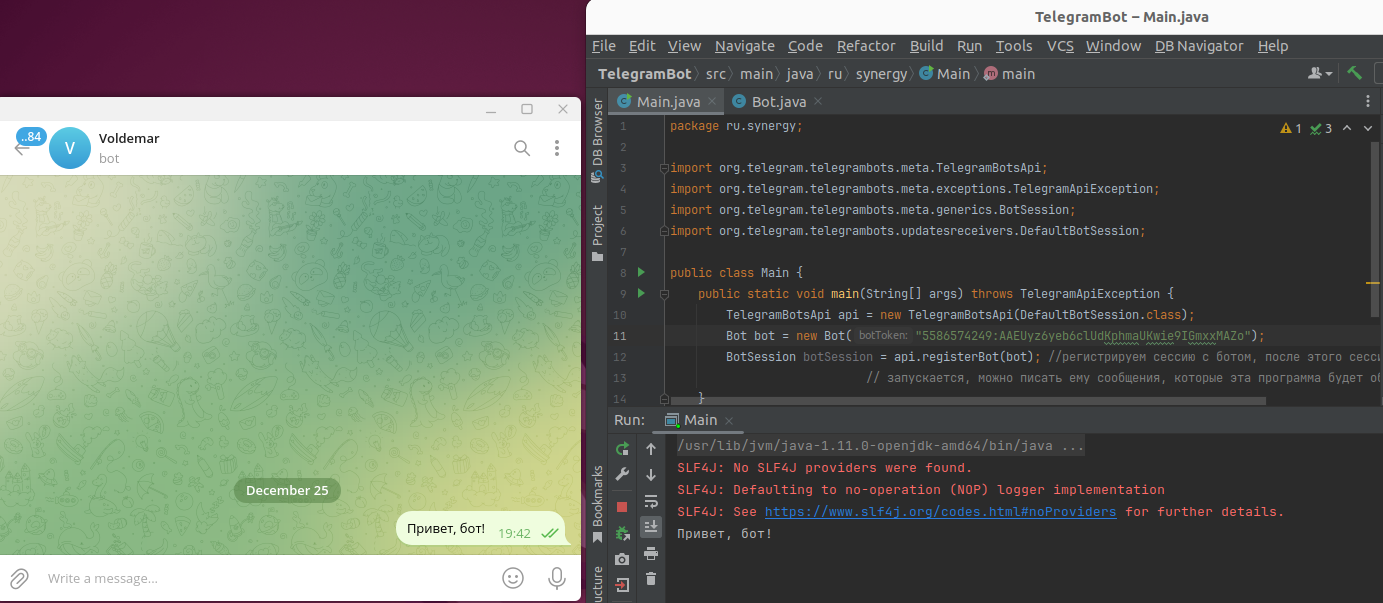 ..84
V
Voldemar
bot
December 25
Привет, бот!
19:42
Write a message...
TelegramBot – Main.java
File Edit View Navigate Code Refactor Build Run Tools VCS Window DB Navigator Help
TelegramBot src main java ru synergy Main main
Main.java Bot.java
DB Browser
Project
Bookmarks
1 package ru.synergy;
1 3
2
3 import org.telegram.telegrambots.meta.TelegramBotsApi;
4 import org.telegram.telegrambots.meta.exceptions.TelegramApiException;
5 import org.telegram.telegrambots.meta.generics.BotSession;
6 import org.telegram.telegrambots.updatesreceivers.DefaultBotSession;
7
8 public class Main {
9 public static void main(String[] args) throws TelegramApiException {
10 TelegramBotsApi api = new TelegramBotsApi(DefaultBotSession.class);
11 Bot bot = new Bot( botToken: "5586574249:AAEUyz6yeb6clUdKphmaUKwie9IGmxxMAZo");
12 BotSession botSession = api.registerBot(bot); //регистрируем сессию с ботом, после этого сесси
13 // запускается, можно писать ему сообщения, которые эта программа будет об
14 }
Run: Main
/usr/lib/jvm/java-1.11.0-openjdk-amd64/bin/java ...
SLF4J: No SLF4J providers were found.
SLF4J: Defaulting to no-operation (NOP) logger implementation
SLF4J: See https://www.slf4j.org/codes.html#noProviders for further details.
Привет, бот!
ucture